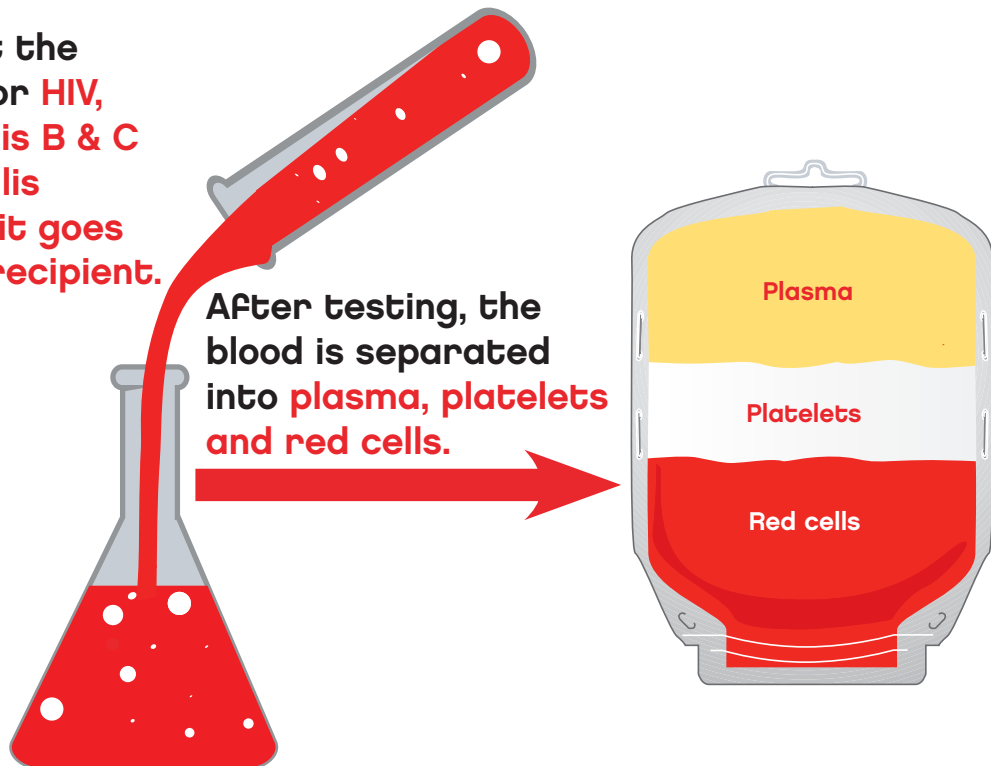 the
or HIV,
is B & C
lis
it goes
recipient.
After testing, the
blood is separated
into plasma, platelets
and red cells.
Plasma
Platelets
Red cells